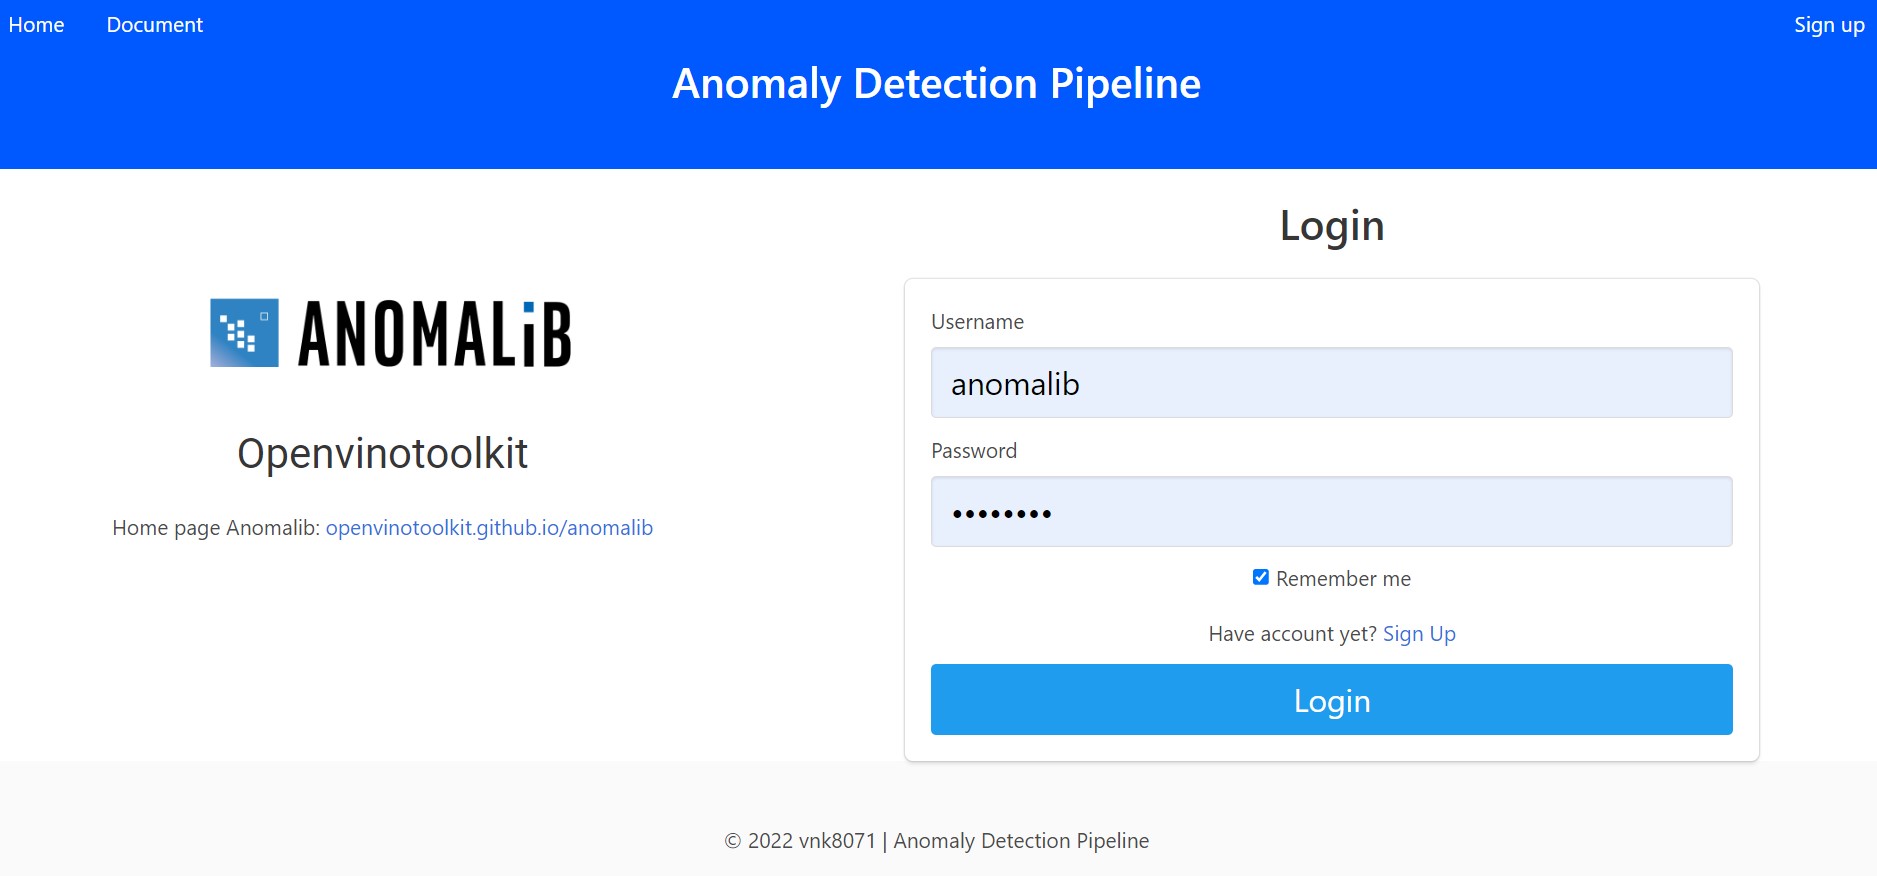 Home Document Sign up
Anomaly Detection Pipeline
ANOMALiB
Openvinotoolkit
Home page Anomalib: openvinotoolkit.github.io/anomalib
Login
Username
anomalib
Password
••••••••
Remember me
Have account yet? Sign Up
Login
© 2022 vnk8071 | Anomaly Detection Pipeline